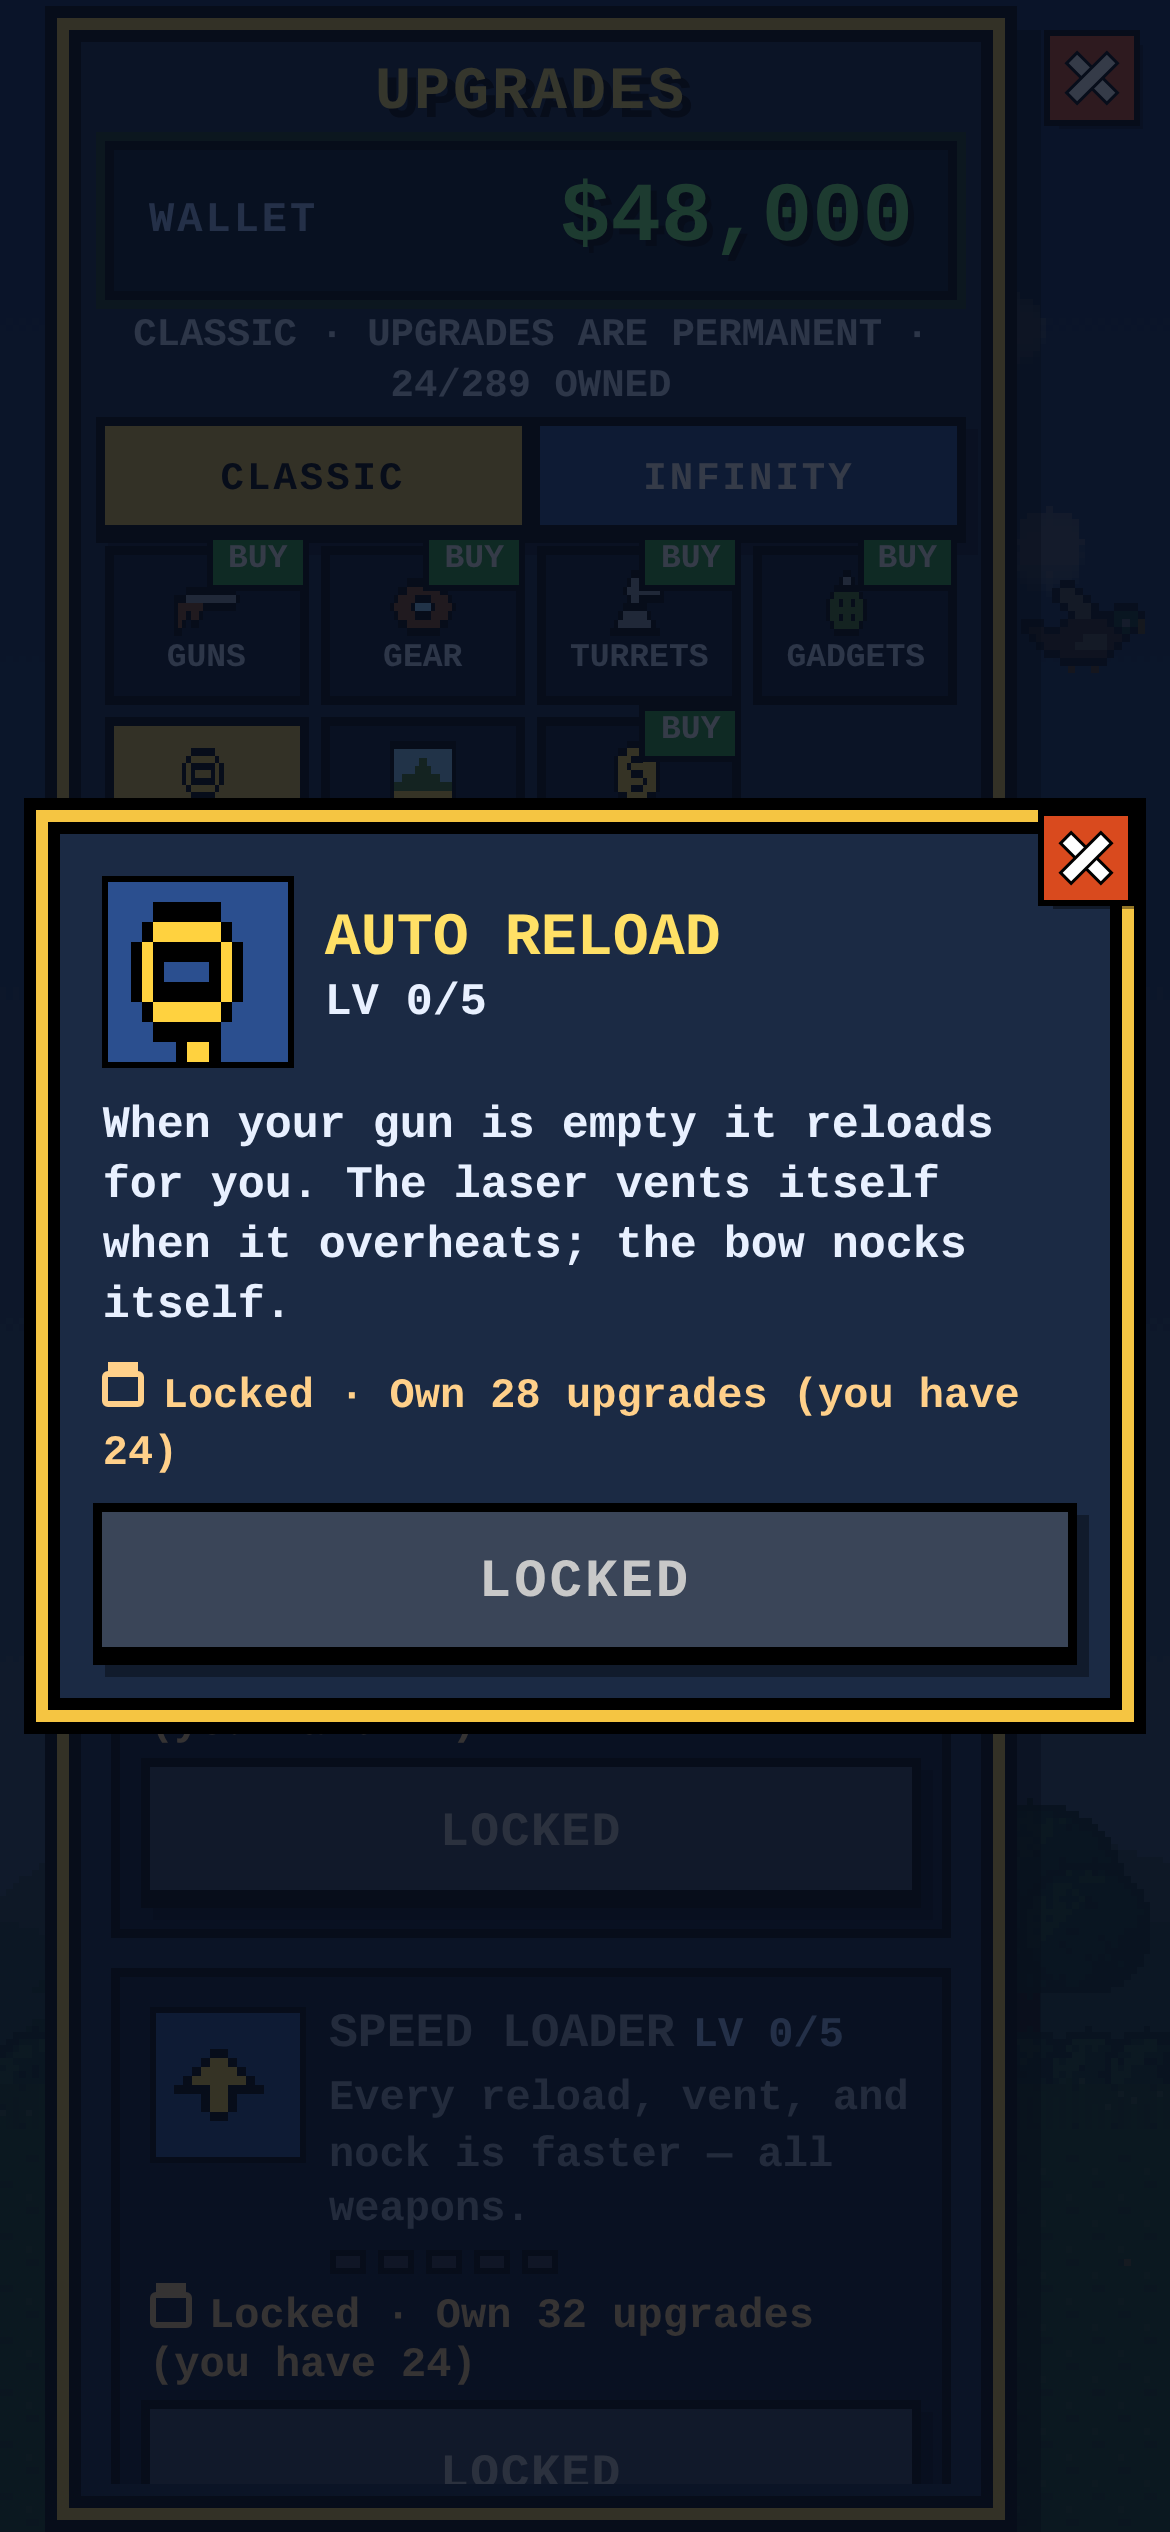 UPGRADES
WALLET $48,000
CLASSIC · UPGRADES ARE PERMANENT ·
24/289 OWNED
CLASSIC INFINITY
BUY BUY BUY BUY
GUNS GEAR TURRETS GADGETS
BUY
AUTO RELOAD
LV 0/5
When your gun is empty it reloads
for you. The laser vents itself
when it overheats; the bow nocks
itself.
Locked · Own 28 upgrades (you have
24)
LOCKED
LOCKED
SPEED LOADER LV 0/5
Every reload, vent, and
nock is faster — all
weapons.
Locked · Own 32 upgrades
(you have 24)
LOCKED